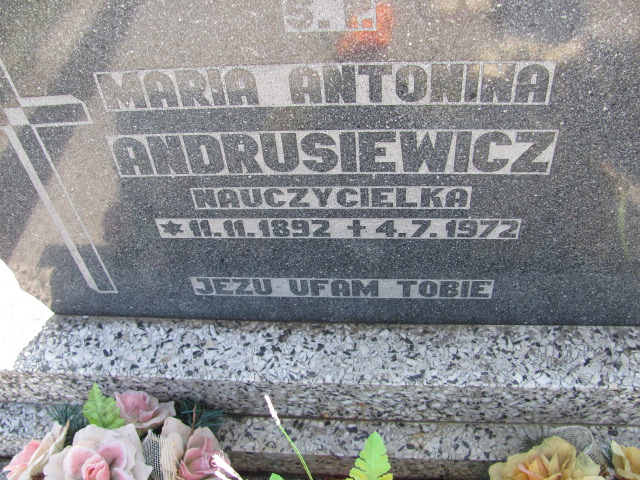 Ś.P.
MARIA ANTONINA
ANDRUSIEWICZ
NAUCZYCIELKA
* 11.11.1892 + 4.7.1972
JEZU UFAM TOBIE